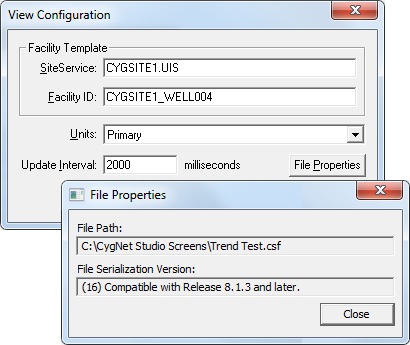 View Configuration
Facility Template
SiteService: CYGSITE1.UIS
Facility ID: CYGSITE1_WELL004
Units: Primary
Update Interval: 2000 milliseconds File Properties
File Properties
File Path:
C:\CygNet Studio Screens\Trend Test.csf
File Serialization Version:
(16) Compatible with Release 8.1.3 and later.
Close